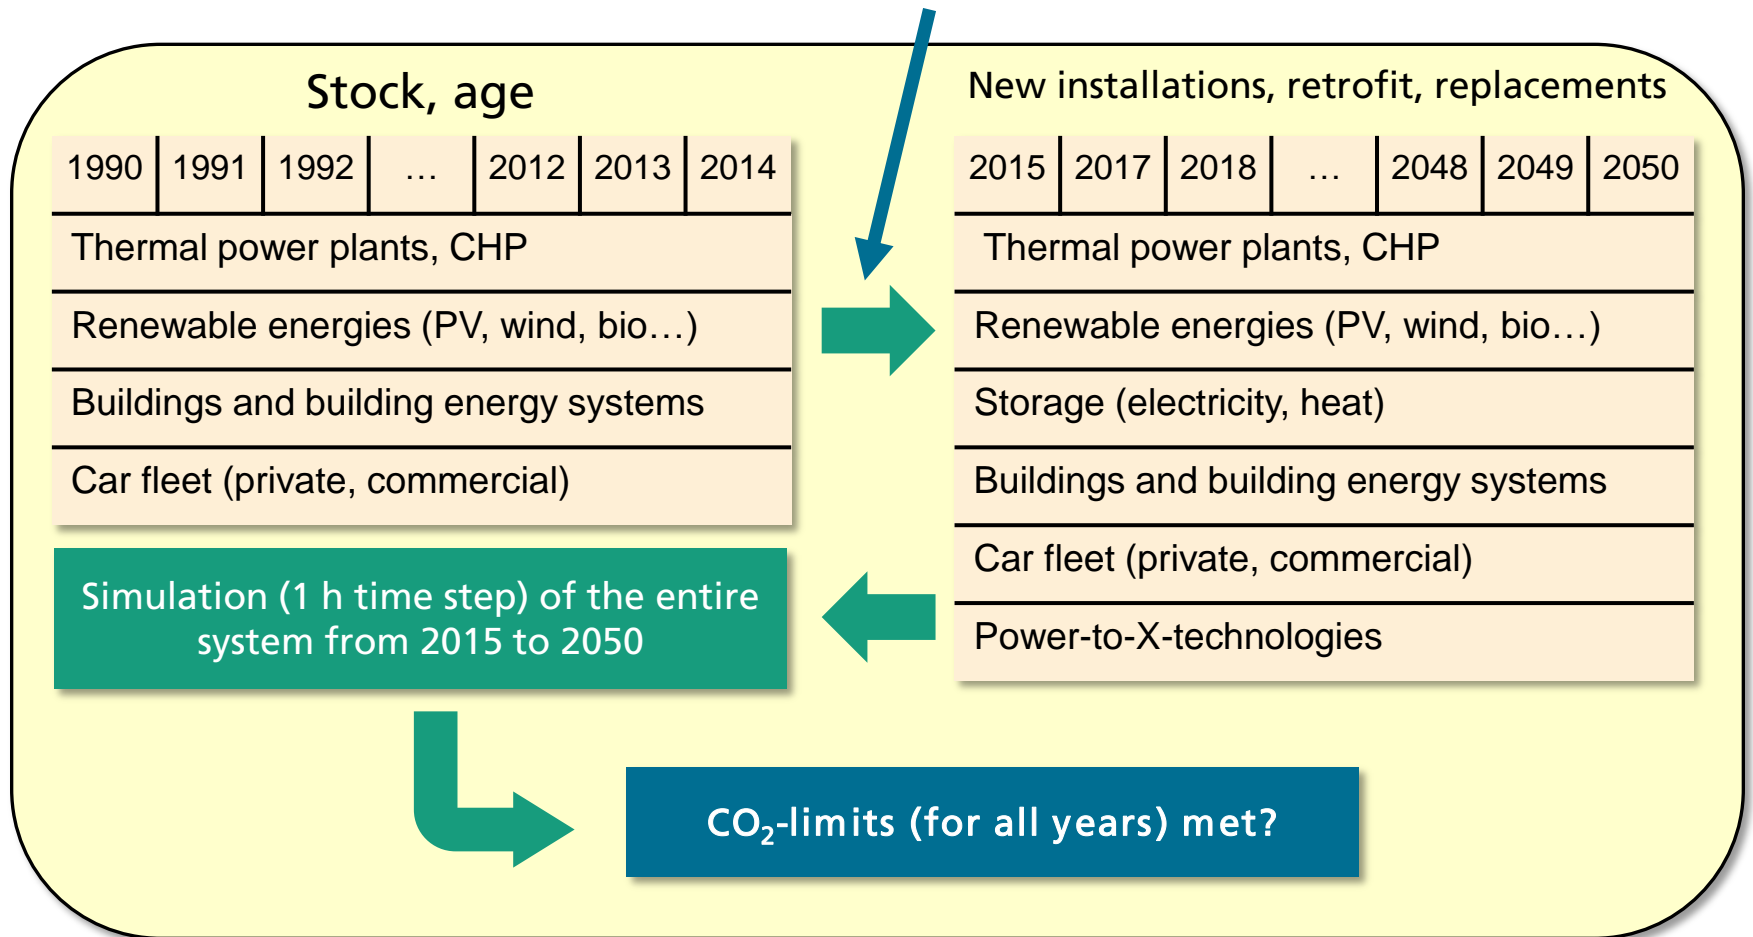 Stock, age
1990 1991 1992 … 2012 2013 2014
Thermal power plants, CHP
Renewable energies (PV, wind, bio…)
Buildings and building energy systems
Car fleet (private, commercial)
New installations, retrofit, replacements
2015 2017 2018 … 2048 2049 2050
Thermal power plants, CHP
Renewable energies (PV, wind, bio…)
Storage (electricity, heat)
Buildings and building energy systems
Car fleet (private, commercial)
Power-to-X-technologies
Simulation (1 h time step) of the entire
system from 2015 to 2050
CO₂-limits (for all years) met?